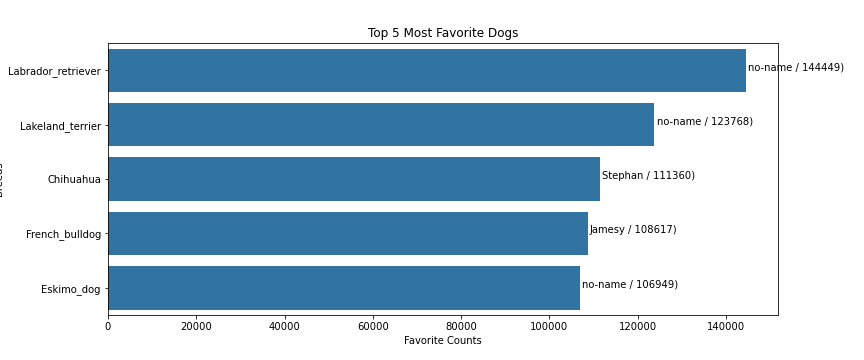 Top 5 Most Favorite Dogs
Labrador_retriever
no-name / 144449)
Lakeland_terrier
no-name / 123768)
Chihuahua
Stephan / 111360)
French_bulldog
Jamesy / 108617)
Eskimo_dog
no-name / 106949)
0 20000 40000 60000 80000 100000 120000 140000
Favorite Counts